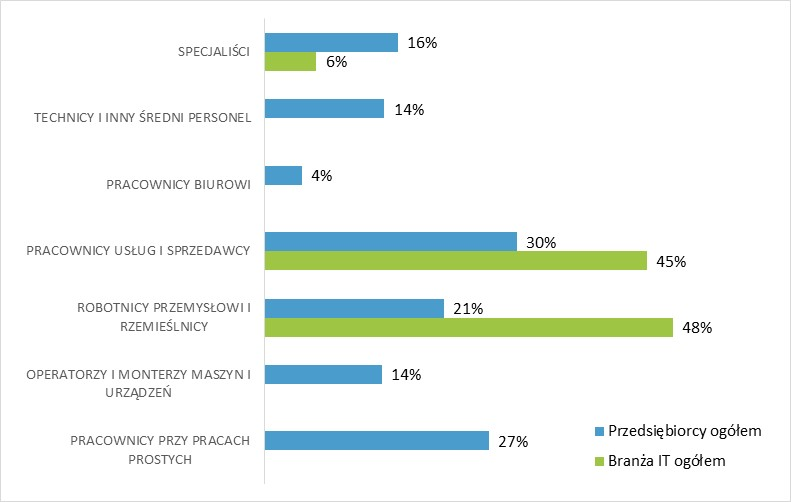 SPECJALIŚCI
16%
6%
TECHNICY I INNY ŚREDNI PERSONEL
14%
PRACOWNICY BIUROWI
4%
PRACOWNICY USŁUG I SPRZEDAWCY
30%
45%
ROBOTNICY PRZEMYSŁOWI I
RZEMIEŚLNICY
21%
48%
OPERATORZY I MONTERZY MASZYN I
URZĄDZEŃ
14%
PRACOWNICY PRZY PRACACH
PROSTYCH
27%
Przedsiębiorcy ogółem
Branża IT ogółem